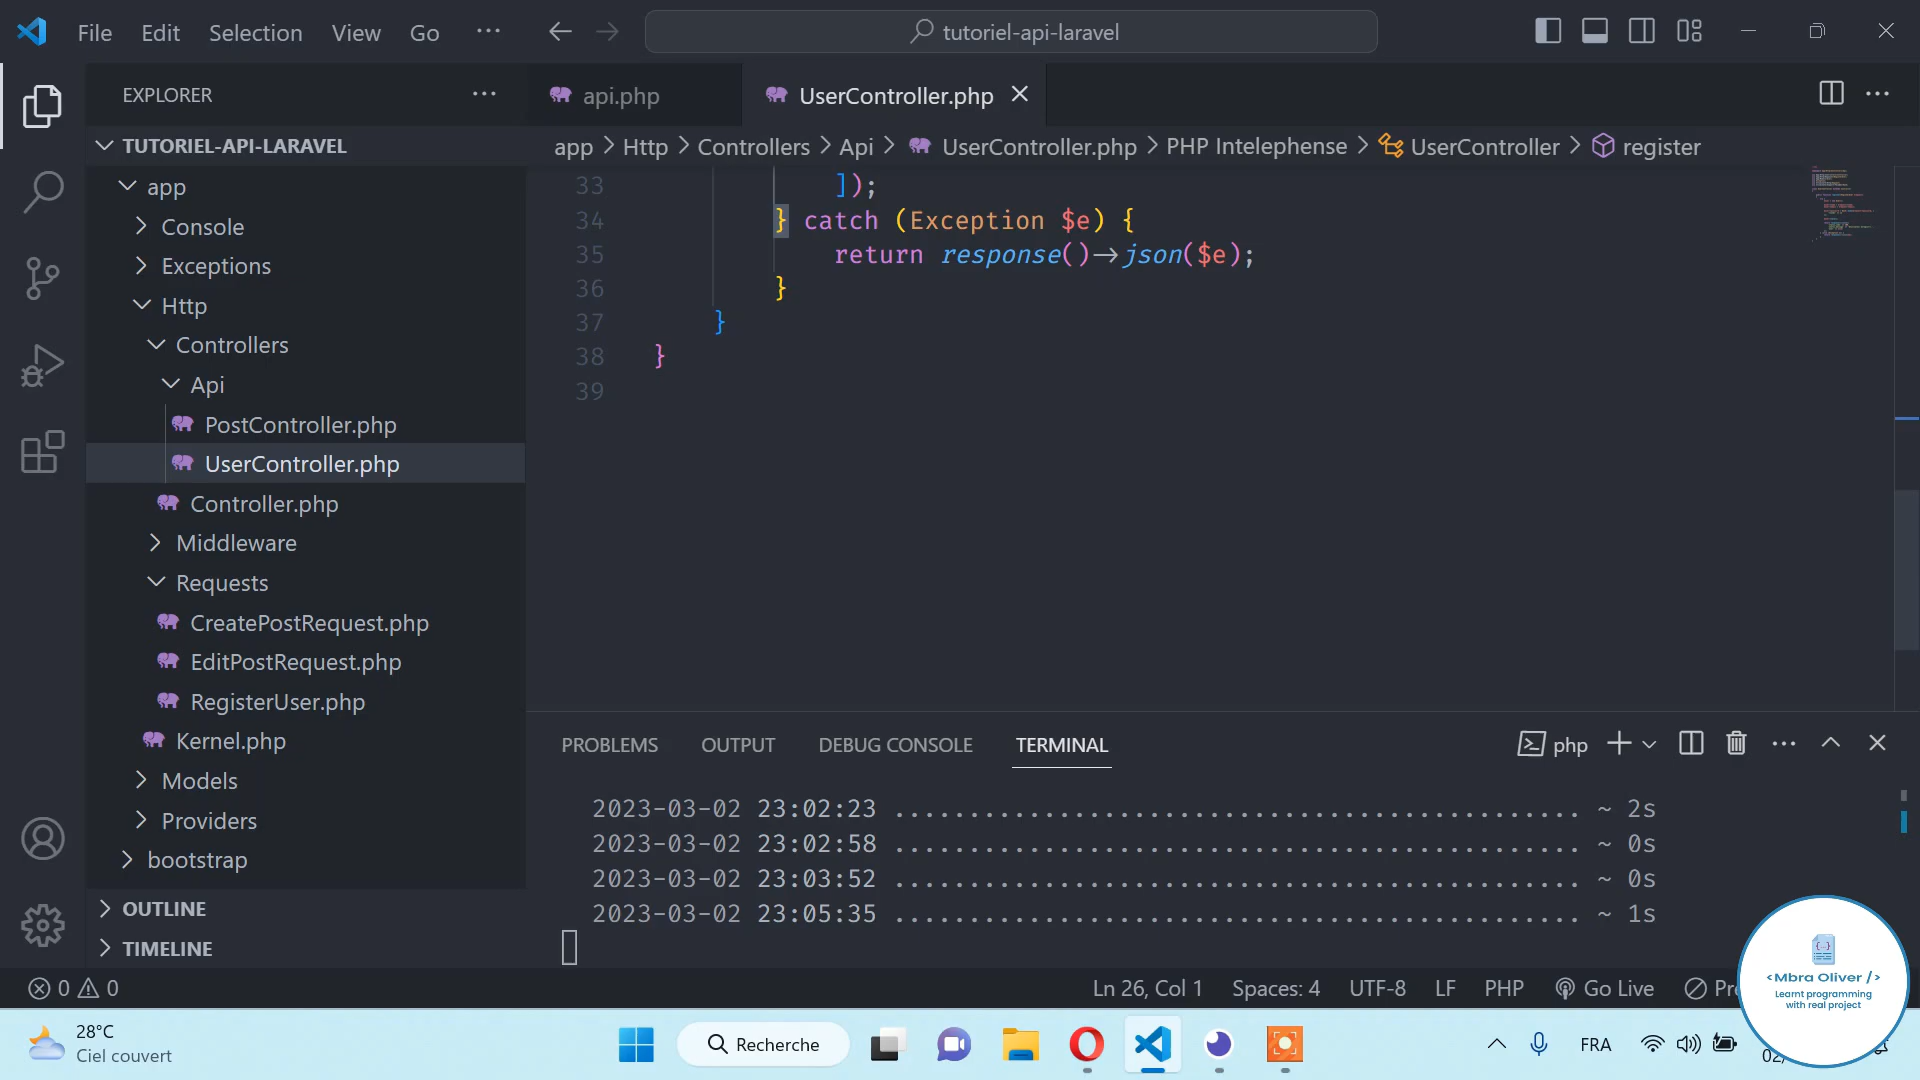 File Edit Selection View Go ...
tutoriel-api-laravel
EXPLORER ...
api.php
UserController.php
TUTORIEL-API-LARAVEL
app > Http > Controllers > Api > UserController.php > PHP Intelephense > UserController > register
app
Console
Exceptions
Http
Controllers
Api
PostController.php
UserController.php
Controller.php
Middleware
Requests
CreatePostRequest.php
EditPostRequest.php
RegisterUser.php
Kernel.php
Models
Providers
bootstrap
OUTLINE
TIMELINE
33 ]);
34 } catch (Exception $e) {
35 return response()->json($e);
36 }
37 }
38 }
39
PROBLEMS OUTPUT DEBUG CONSOLE TERMINAL
php
2023-03-02 23:02:23 .............................................. ~ 2s
2023-03-02 23:02:58 .............................................. ~ 0s
2023-03-02 23:03:52 .............................................. ~ 0s
2023-03-02 23:05:35 .............................................. ~ 1s
0 0
Ln 26, Col 1 Spaces: 4 UTF-8 LF PHP Go Live
{...}
<Mbra Oliver />
Learnt programming
with real project
28°C
Ciel couvert
Recherche
FRA